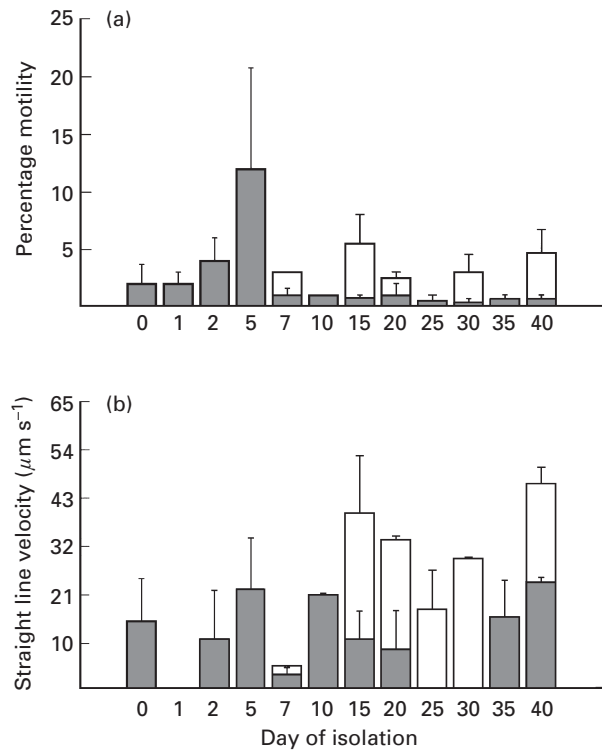 (a)
Percentage motility
25
20
15
10
5
0 1 2 5 7 10 15 20 25 30 35 40
(b)
Straight line velocity (μm s⁻¹)
65
54
43
32
21
10
0 1 2 5 7 10 15 20 25 30 35 40
Day of isolation